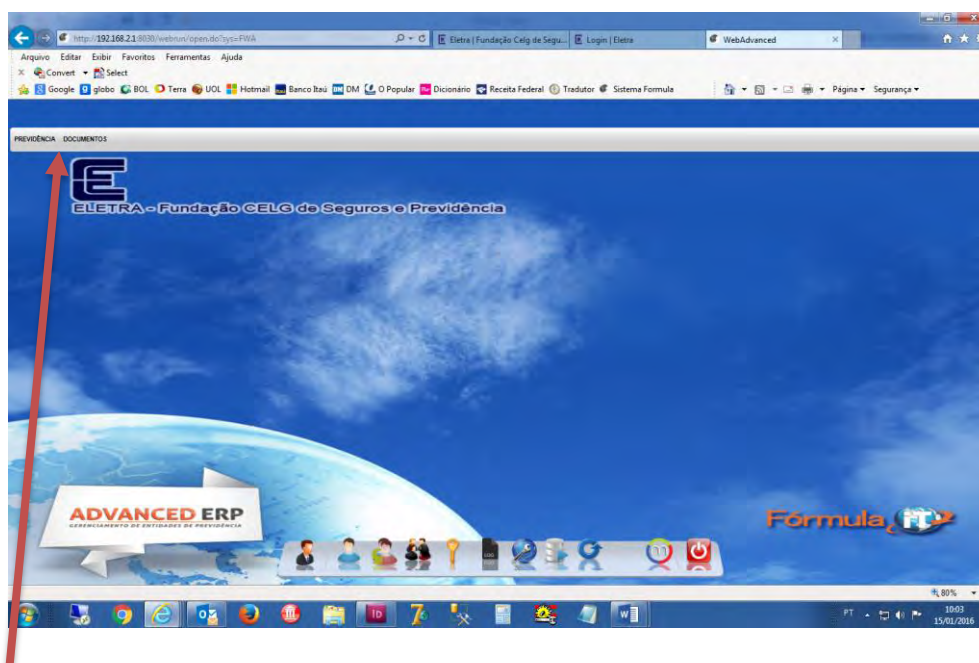 http://192.168.2.1:8080/webrun/open.do?sys=FWA
Eletra | Fundação Celg de Segu...
Login | Eletra
WebAdvanced
Arquivo Editar Exibir Favoritos Ferramentas Ajuda
Convert Select
Google globo BOL Terra UOL Hotmail Banco Itaú DM O Popular Dicionário Receita Federal Tradutor Sistema Formula
Página Segurança
PREVIDÊNCIA DOCUMENTOS
ELETRA - Fundação CELG de Seguros e Previdência
ADVANCED ERP
GERENCIAMENTO DE ENTIDADES DE PREVIDÊNCIA
Fórmula
LOG
80%
PT
10:03
15/01/2016